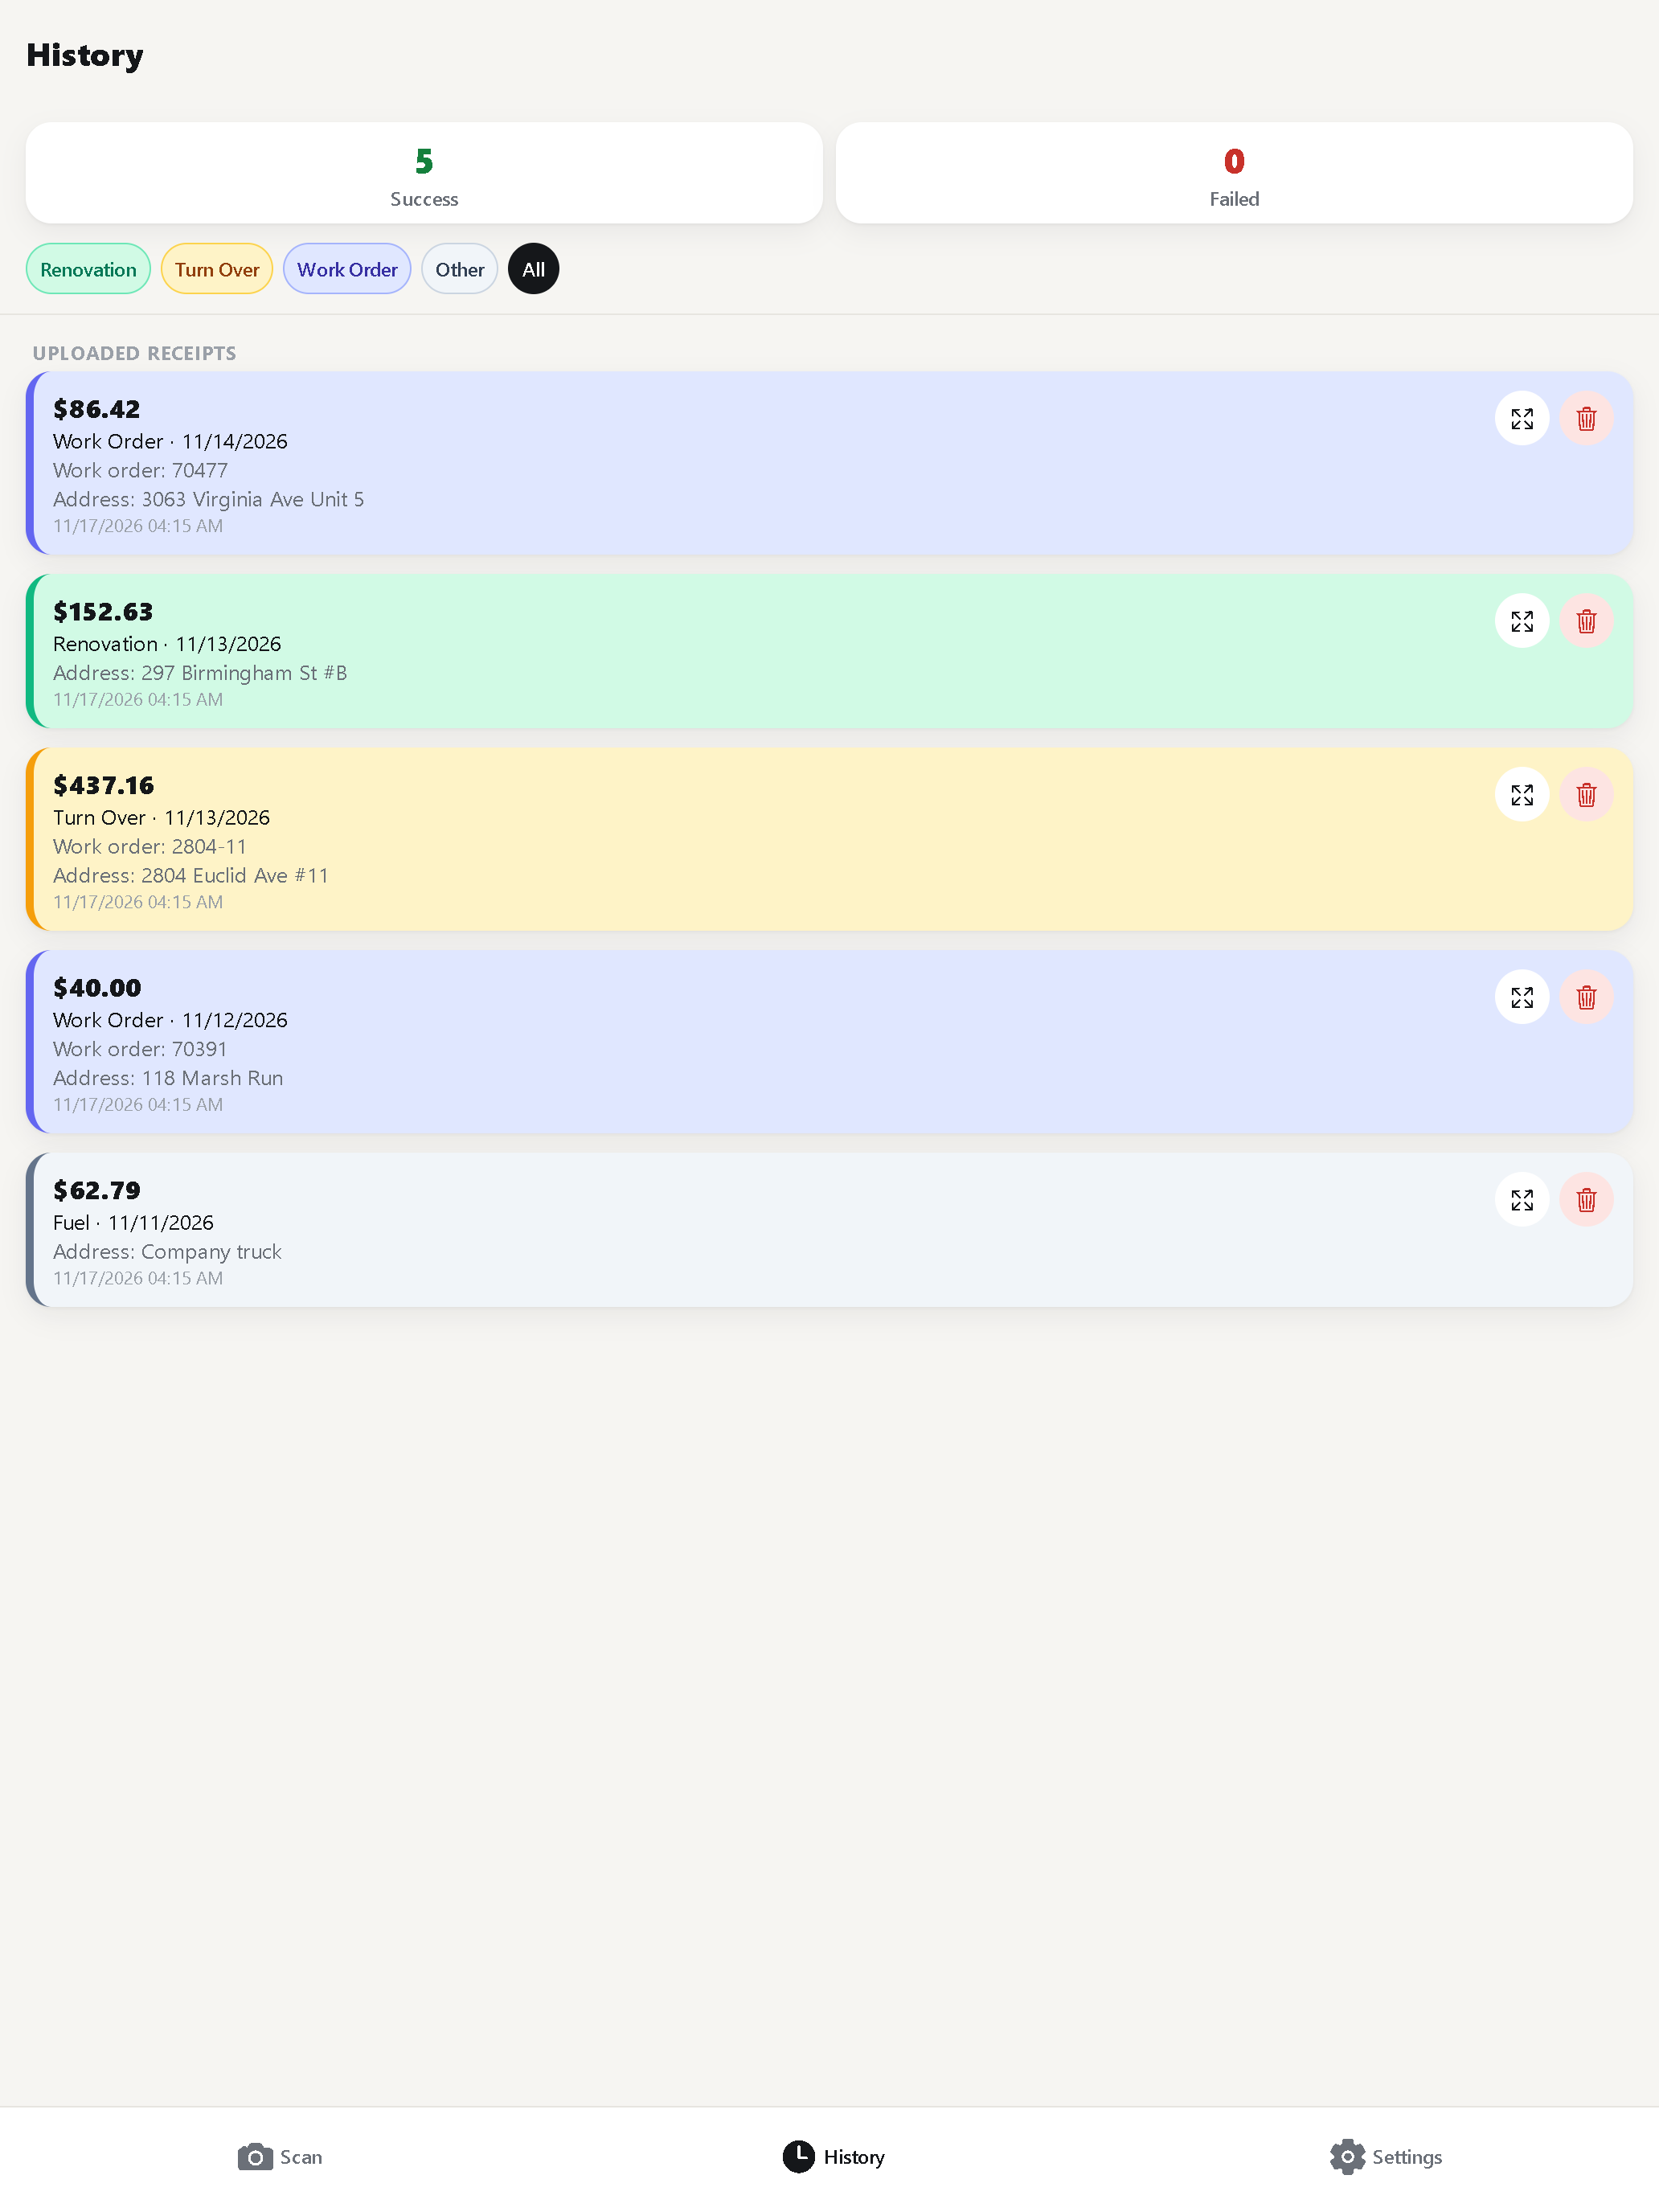 History
5
Success
0
Failed
Renovation
Turn Over
Work Order
Other
All
UPLOADED RECEIPTS
$86.42
Work Order · 11/14/2026
Work order: 70477
Address: 3063 Virginia Ave Unit 5
11/17/2026 04:15 AM
$152.63
Renovation · 11/13/2026
Address: 297 Birmingham St #B
11/17/2026 04:15 AM
$437.16
Turn Over · 11/13/2026
Work order: 2804-11
Address: 2804 Euclid Ave #11
11/17/2026 04:15 AM
$40.00
Work Order · 11/12/2026
Work order: 70391
Address: 118 Marsh Run
11/17/2026 04:15 AM
$62.79
Fuel · 11/11/2026
Address: Company truck
11/17/2026 04:15 AM
Scan
History
Settings